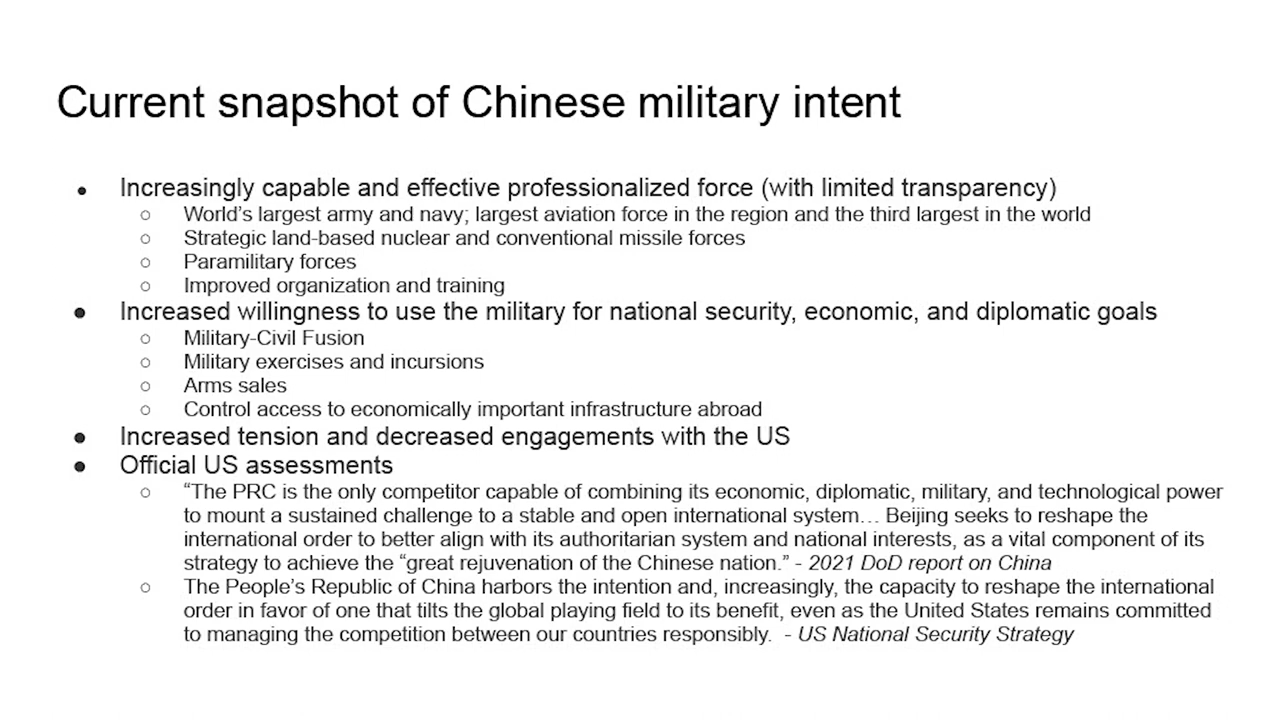 Current snapshot of Chinese military intent
● Increasingly capable and effective professionalized force (with limited transparency)
○ World’s largest army and navy; largest aviation force in the region and the third largest in the world
○ Strategic land-based nuclear and conventional missile forces
○ Paramilitary forces
○ Improved organization and training
● Increased willingness to use the military for national security, economic, and diplomatic goals
○ Military-Civil Fusion
○ Military exercises and incursions
○ Arms sales
○ Control access to economically important infrastructure abroad
● Increased tension and decreased engagements with the US
● Official US assessments
○ “The PRC is the only competitor capable of combining its economic, diplomatic, military, and technological power
to mount a sustained challenge to a stable and open international system… Beijing seeks to reshape the
international order to better align with its authoritarian system and national interests, as a vital component of its
strategy to achieve the “great rejuvenation of the Chinese nation.” - 2021 DoD report on China
○ The People’s Republic of China harbors the intention and, increasingly, the capacity to reshape the international
order in favor of one that tilts the global playing field to its benefit, even as the United States remains committed
to managing the competition between our countries responsibly. - US National Security Strategy